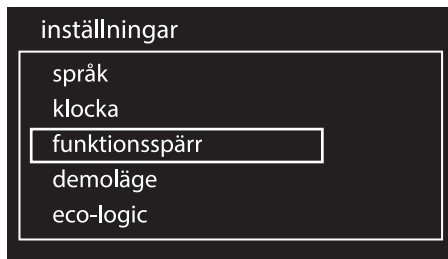 inställningar
språk
klocka
funktionsspärr
demoläge
eco-logic